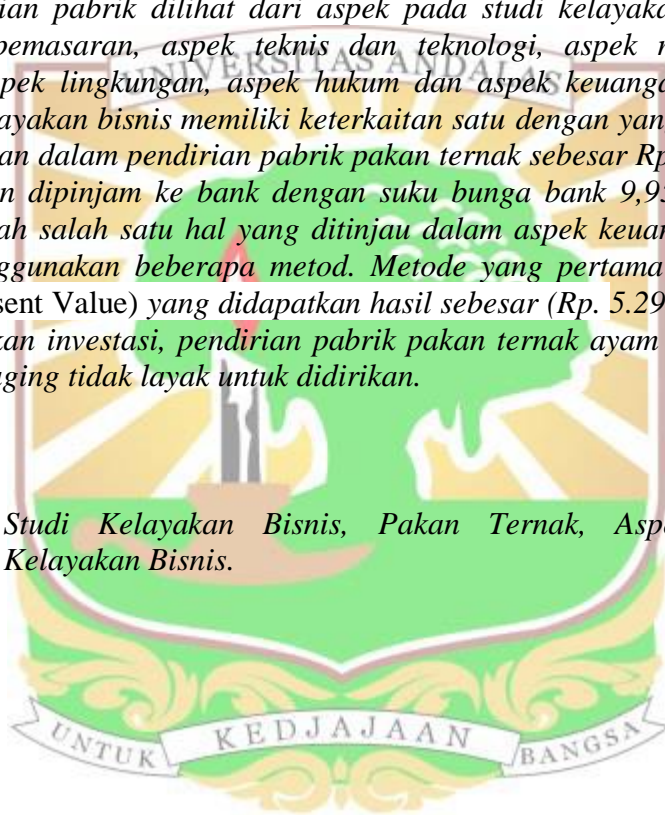 ian pabrik dilihat dari aspek pada studi kelayaka
pemasaran, aspek teknis dan teknologi, aspek
pek lingkungan, aspek hukum dan aspek keuanga
UNIVERSITAS ANDALAS
layakan bisnis memiliki keterkaitan satu dengan yan
an dalam pendirian pabrik pakan ternak sebesar Rp
n dipinjam ke bank dengan suku bunga bank 9,95
ah salah satu hal yang ditinjau dalam aspek keuan
ggunakan beberapa metod. Metode yang pertama
sent Value) yang didapatkan hasil sebesar (Rp. 5.29
kan investasi, pendirian pabrik pakan ternak ayam
aging tidak layak untuk didirikan.
Studi Kelayakan Bisnis, Pakan Ternak, Aspe
Kelayakan Bisnis.
UNTUK KEDJAJAAN BANGSA